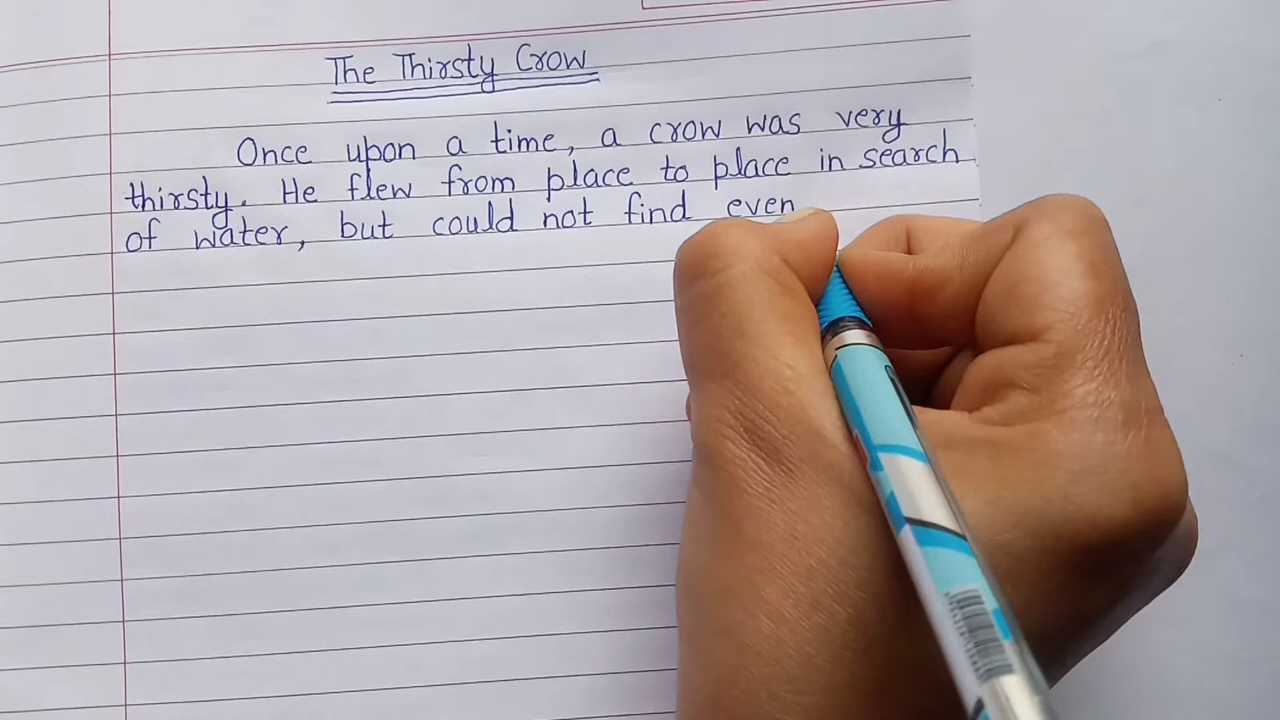 The Thirsty Crow
Once upon a time, a crow was very
thirsty. He flew from place to place in search
of water, but could not find even